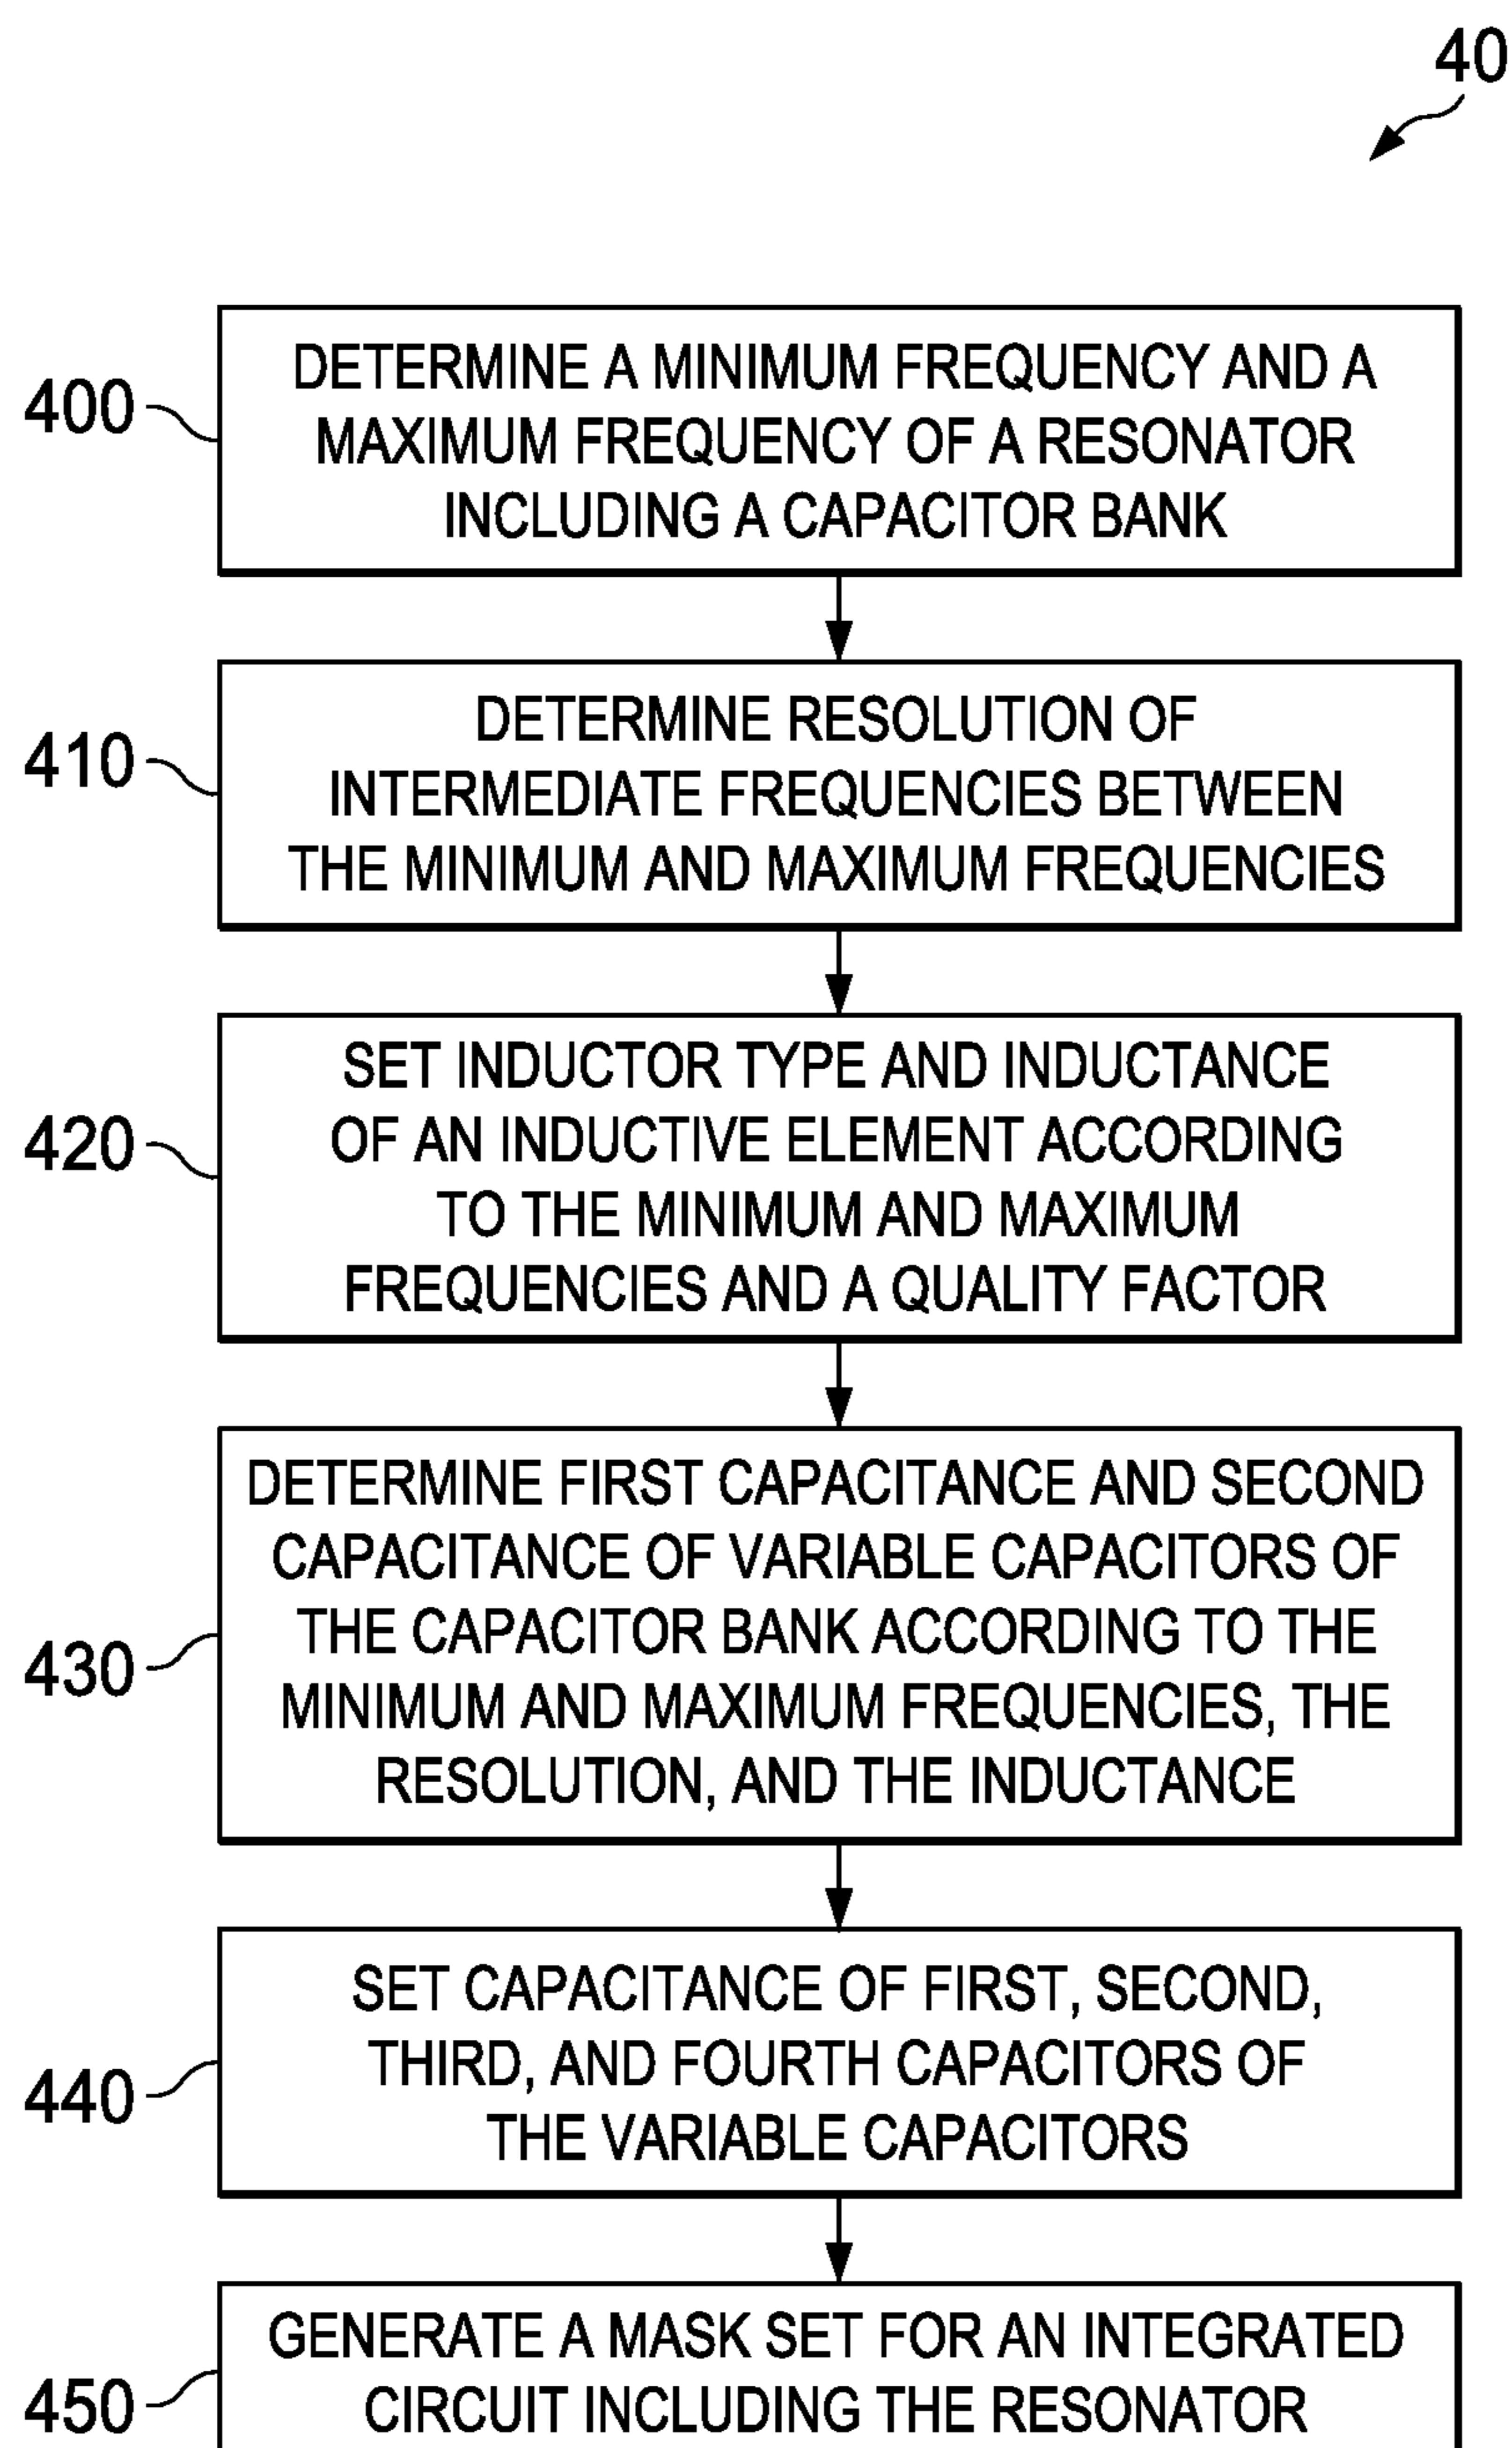 40
400
DETERMINE A MINIMUM FREQUENCY AND A
MAXIMUM FREQUENCY OF A RESONATOR
INCLUDING A CAPACITOR BANK
410
DETERMINE RESOLUTION OF
INTERMEDIATE FREQUENCIES BETWEEN
THE MINIMUM AND MAXIMUM FREQUENCIES
420
SET INDUCTOR TYPE AND INDUCTANCE
OF AN INDUCTIVE ELEMENT ACCORDING
TO THE MINIMUM AND MAXIMUM
FREQUENCIES AND A QUALITY FACTOR
430
DETERMINE FIRST CAPACITANCE AND SECOND
CAPACITANCE OF VARIABLE CAPACITORS OF
THE CAPACITOR BANK ACCORDING TO THE
MINIMUM AND MAXIMUM FREQUENCIES, THE
RESOLUTION, AND THE INDUCTANCE
440
SET CAPACITANCE OF FIRST, SECOND,
THIRD, AND FOURTH CAPACITORS OF
THE VARIABLE CAPACITORS
450
GENERATE A MASK SET FOR AN INTEGRATED
CIRCUIT INCLUDING THE RESONATOR